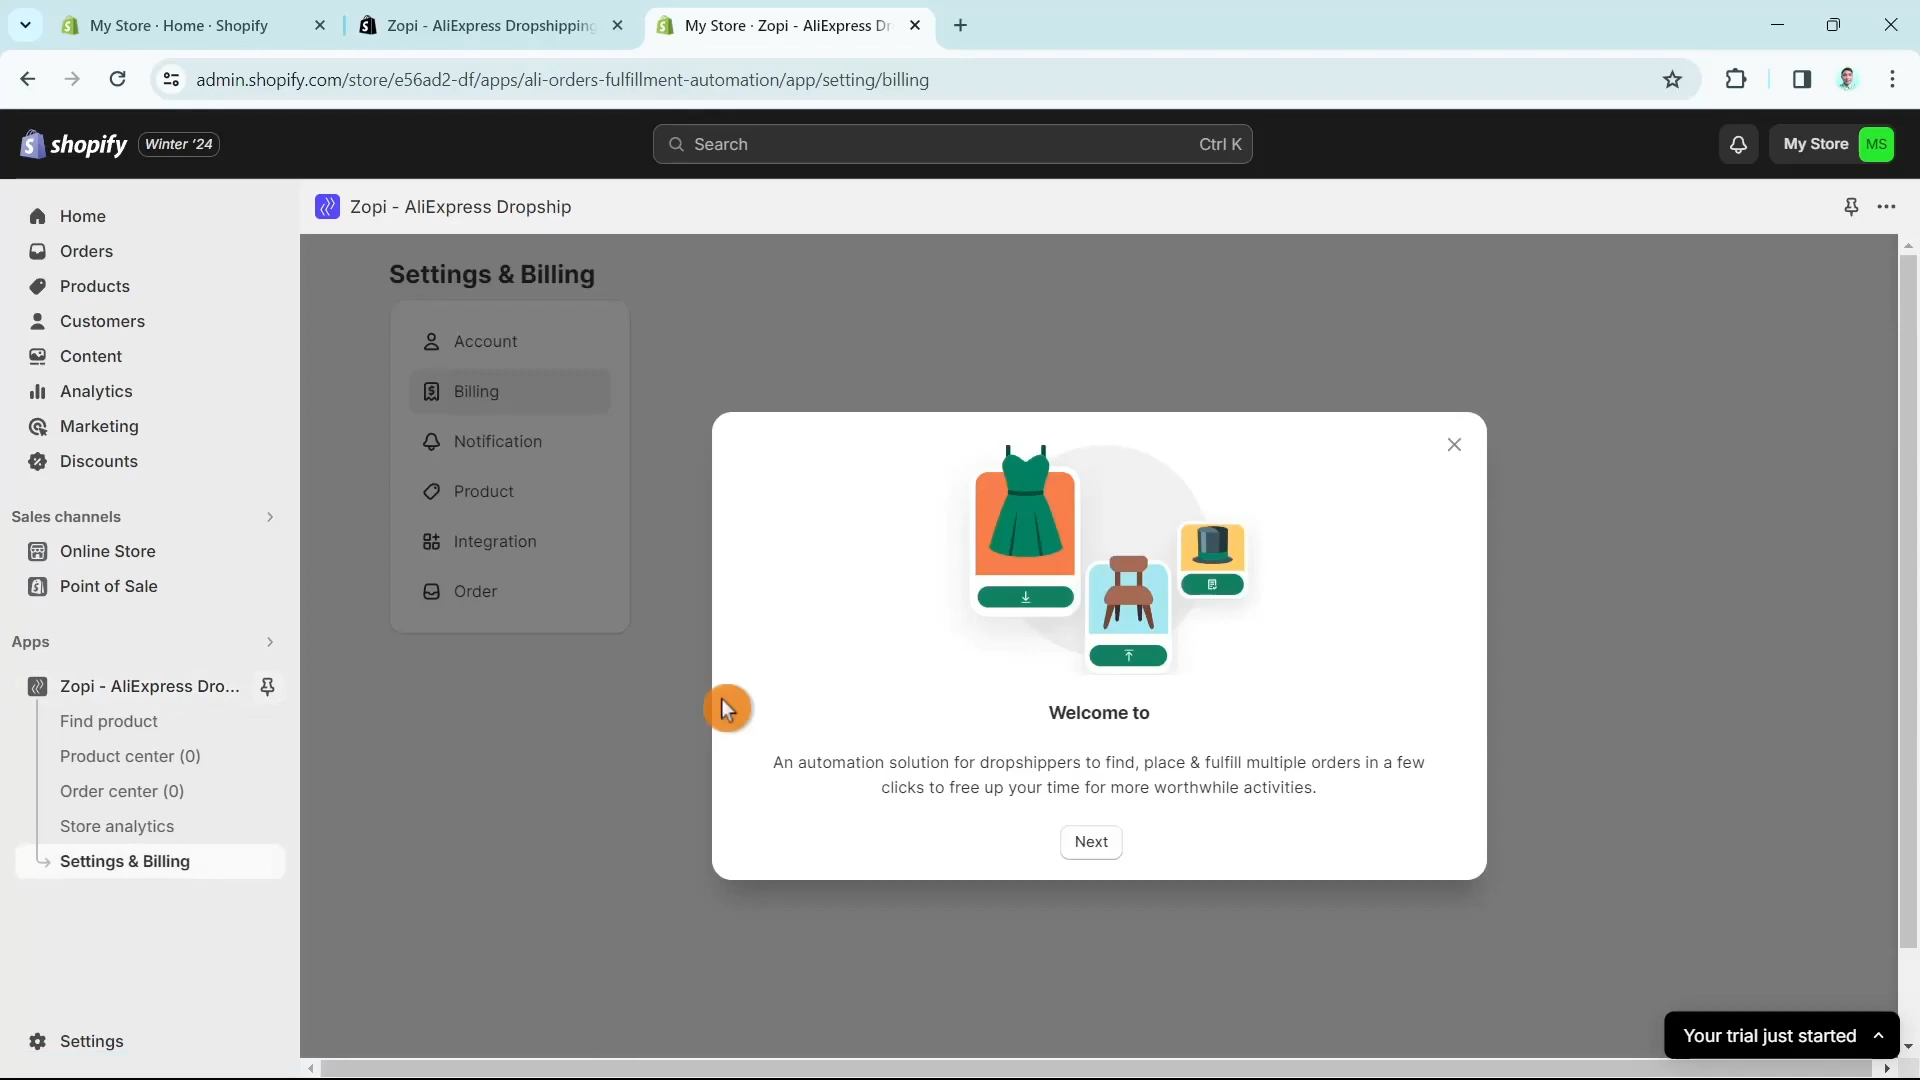 My Store · Home · Shopify
Zopi - AliExpress Dropshipping
My Store · Zopi - AliExpress Dr
admin.shopify.com/store/e56ad2-df/apps/ali-orders-fulfillment-automation/app/setting/billing
shopify
Winter '24
Search
Ctrl K
My Store
MS
Home
Orders
Products
Customers
Content
Analytics
Marketing
Discounts
Sales channels
Online Store
Point of Sale
Apps
Zopi - AliExpress Dro...
Find product
Product center (0)
Order center (0)
Store analytics
Settings & Billing
Settings
Zopi - AliExpress Dropship
Settings & Billing
Account
Billing
Notification
Product
Integration
Order
Welcome to
An automation solution for dropshippers to find, place & fulfill multiple orders in a few
clicks to free up your time for more worthwhile activities.
Next
Your trial just started